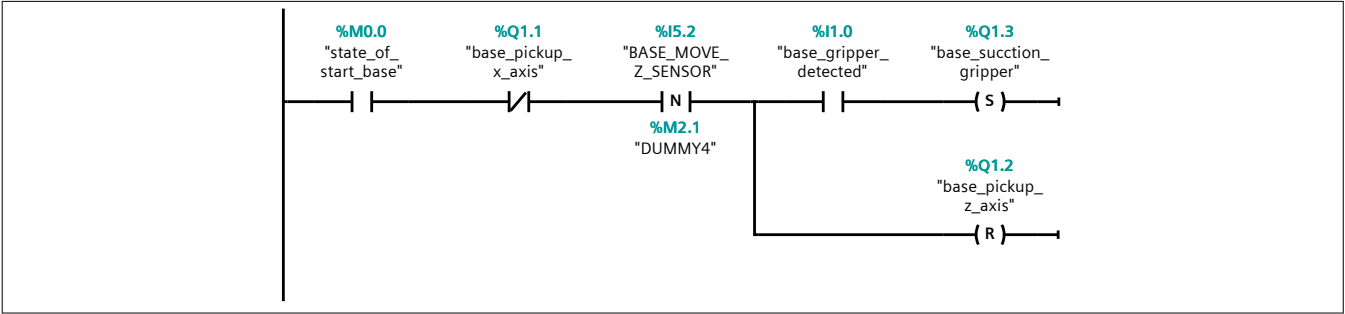 %M0.0
"state_of_
start_base"
%Q1.1
"base_pickup_
x_axis"
%I5.2
"BASE_MOVE_
Z_SENSOR"
N
%M2.1
"DUMMY4"
%I1.0
"base_gripper_
detected"
%Q1.3
"base_sucction_
gripper"
S
%Q1.2
"base_pickup_
z_axis"
R